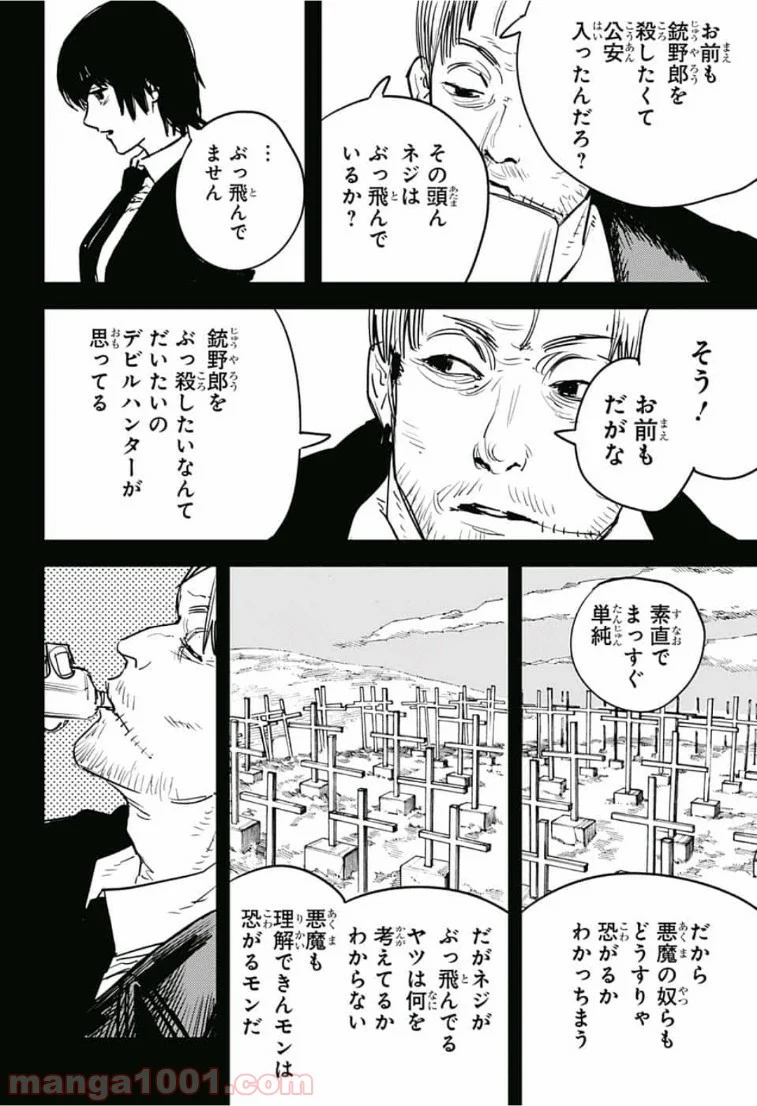 お前も
銃野郎を
殺したくて
公安
入ったんだろ？
その頭ん
ネジは
ぶっ飛んで
いるか？
…
ぶっ飛んで
ません
そう！
お前も
だがな
銃野郎を
ぶっ殺したいなんて
だいたいの
デビルハンターが
思ってる
素直で
まっすぐ
単純
だから
悪魔の奴らも
どうすりゃ
恐がるか
わかっちまう
だがネジが
ぶっ飛んでる
ヤツは何を
考えてるか
わからない
悪魔も
理解できんモンは
恐がるモンだ
manga1001.com